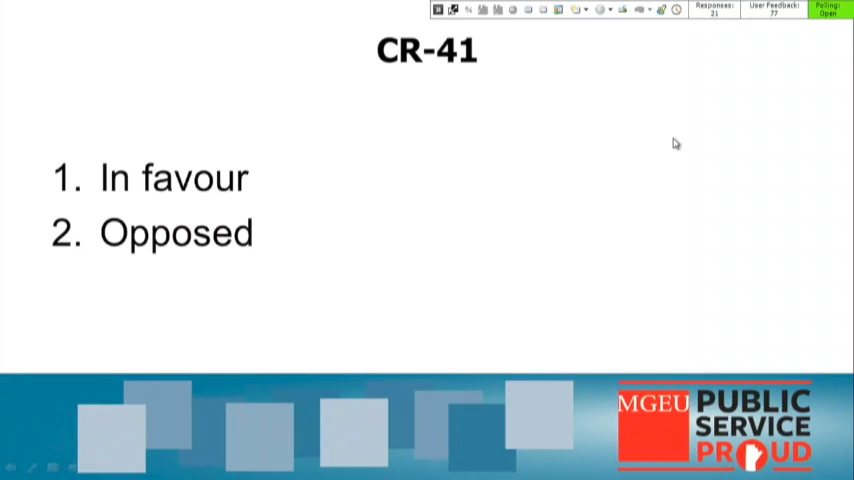 Responses: User Feedback: Polling:
21 77 Open
CR-41
1. In favour
2. Opposed
MGEU PUBLIC
SERVICE
PROUD